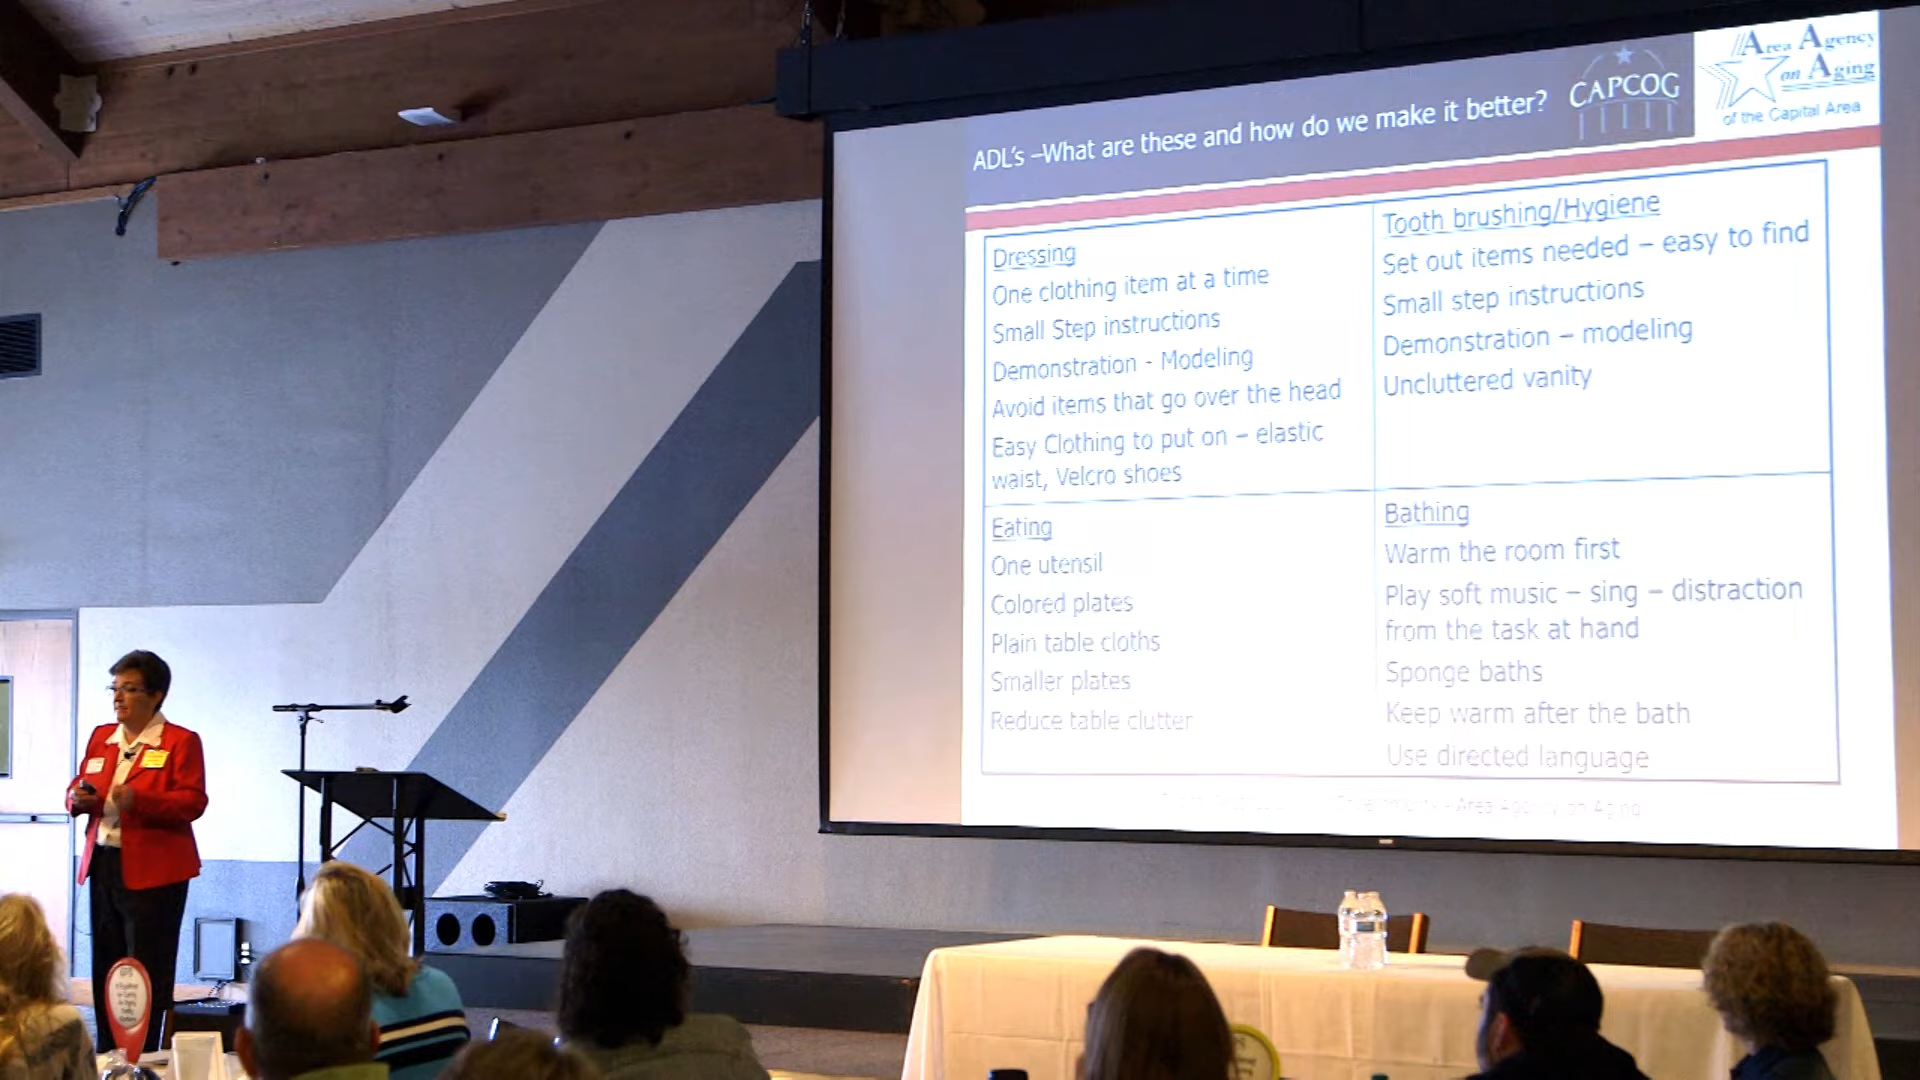 ADL's –What are these and how do we make it better?
CAPCOG
Area Agency
on Aging
of the Capital Area
Dressing
One clothing item at a time
Small Step instructions
Demonstration - Modeling
Avoid items that go over the head
Easy Clothing to put on – elastic
waist, Velcro shoes
Tooth brushing/Hygiene
Set out items needed – easy to find
Small step instructions
Demonstration – modeling
Uncluttered vanity
Eating
One utensil
Colored plates
Plain table cloths
Smaller plates
Reduce table clutter
Bathing
Warm the room first
Play soft music – sing – distraction
from the task at hand
Sponge baths
Keep warm after the bath
Use directed language
Area Agency on Aging